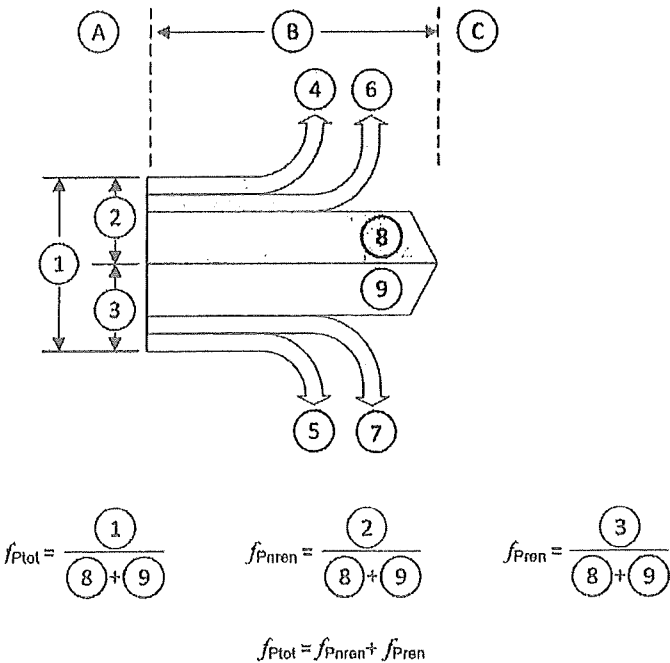 A B C
4 6
2
1
8
9
3
5 7
fPtot = 1 / (8 + 9)
fPnren = 2 / (8 + 9)
fPren = 3 / (8 + 9)
fPtot = fPnren + fPren